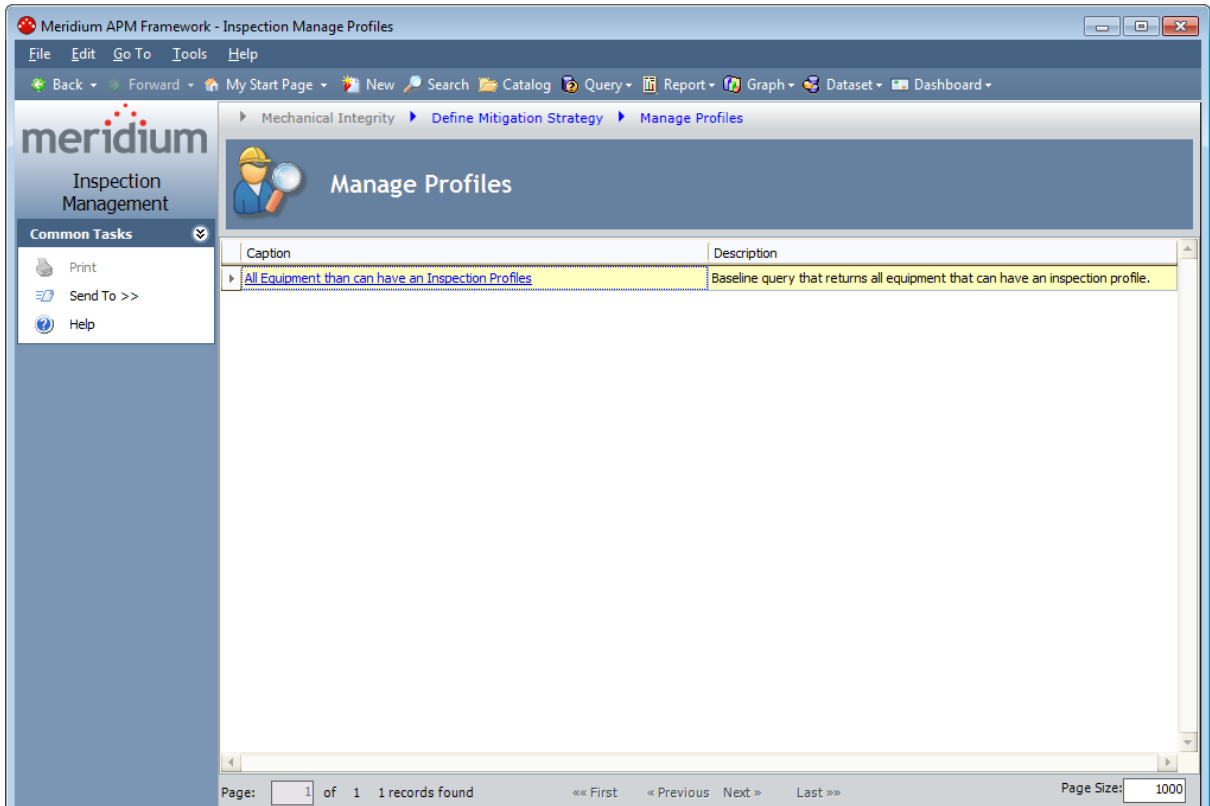 Meridium APM Framework - Inspection Manage Profiles
File Edit Go To Tools Help
Back Forward My Start Page New Search Catalog Query Report Graph Dataset Dashboard
meridium
Inspection
Management
Common Tasks
Print
Send To >>
Help
Mechanical Integrity Define Mitigation Strategy Manage Profiles
Manage Profiles
Caption Description
All Equipment than can have an Inspection Profiles Baseline query that returns all equipment that can have an inspection profile.
Page: 1 of 1 1 records found «« First « Previous Next » Last »» Page Size: 1000